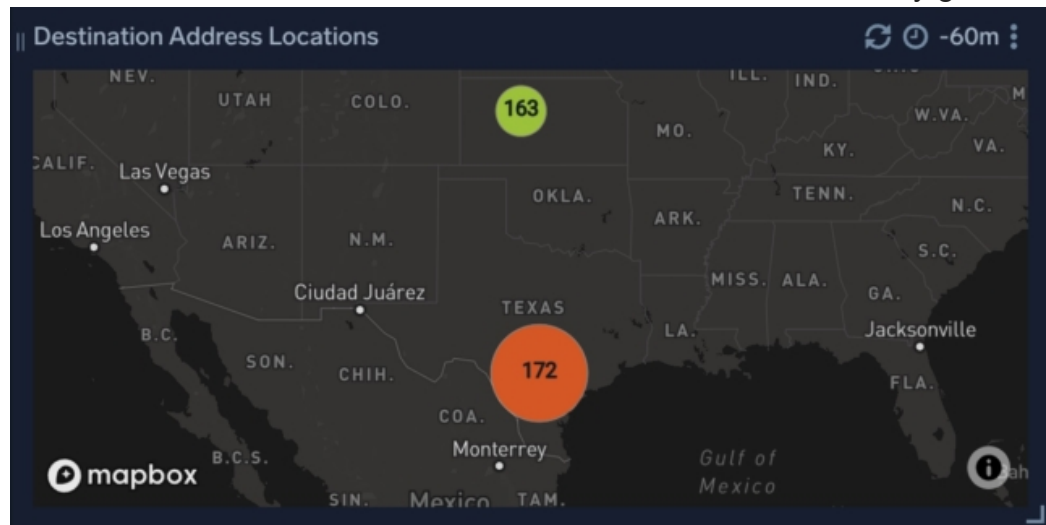 Destination Address Locations -60m
NEV. ILL. IND.
UTAH COLO. 163 W.VA.
MO. KY. VA.
CALIF. Las Vegas
OKLA. TENN. N.C.
ARK.
Los Angeles ARIZ. N.M. S.C.
MISS. ALA. GA.
Ciudad Juárez TEXAS
B.C. LA. Jacksonville
SON. CHIH. 172 FLA.
COA.
Monterrey Gulf of
mapbox B.C.S. Mexico
SIN. Mexico TAM.